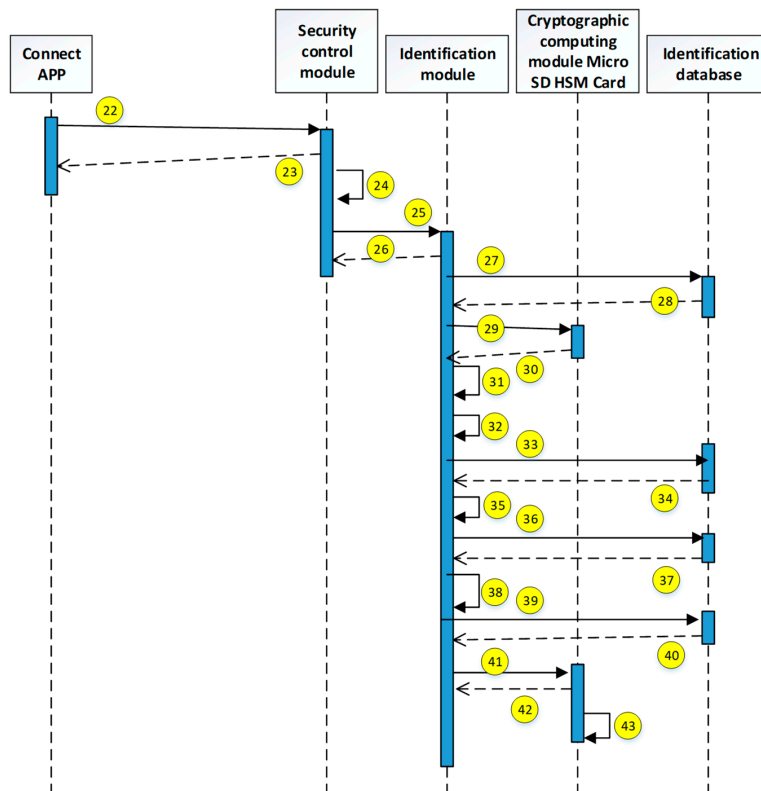 Connect
APP
Security
control
module
Identification
module
Cryptographic
computing
module Micro
SD HSM Card
Identification
database
22
23
24
25
26
27
28
29
30
31
32
33
34
35
36
37
38
39
40
41
42
43